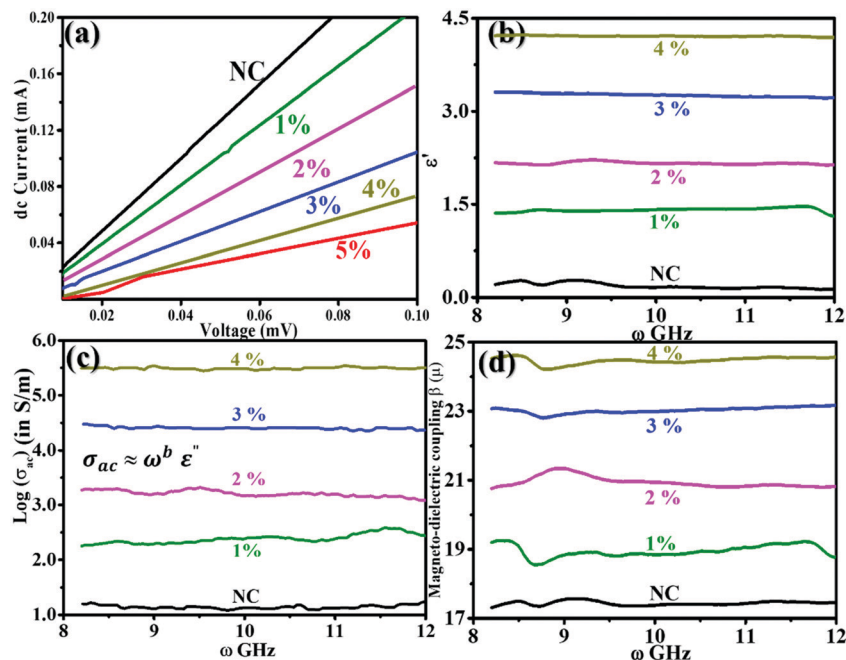 (a)
0.20
0.16
0.12
0.08
0.04
dc Current (mA)
NC
1%
2%
3%
4%
5%
0.02 0.04 0.06 0.08 0.10
Voltage (mV)
(b)
4.5
3.0
1.5
0.0
ε'
4 %
3 %
2 %
1%
NC
8 9 10 11 12
ω GHz
(c)
6.0
5.0
4.0
3.0
2.0
1.0
Log (σac) (in S/m)
4 %
3 %
σac ≈ ω^b ε"
2 %
1%
NC
8 9 10 11 12
ω GHz
(d)
25
23
21
19
17
Magneto-dielectric coupling β (μ)
4 %
3 %
2 %
1%
NC
8 9 10 11 12
ω GHz